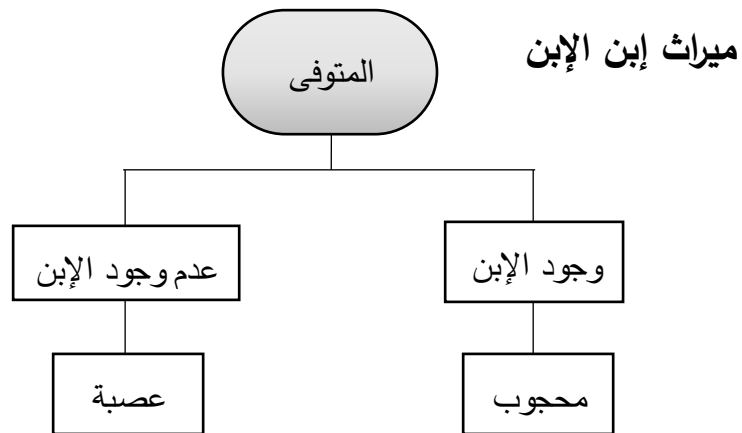 ميراث إبن الإبن
المتوفى
وجود الإبن
عدم وجود الإبن
محجوب
عصبة